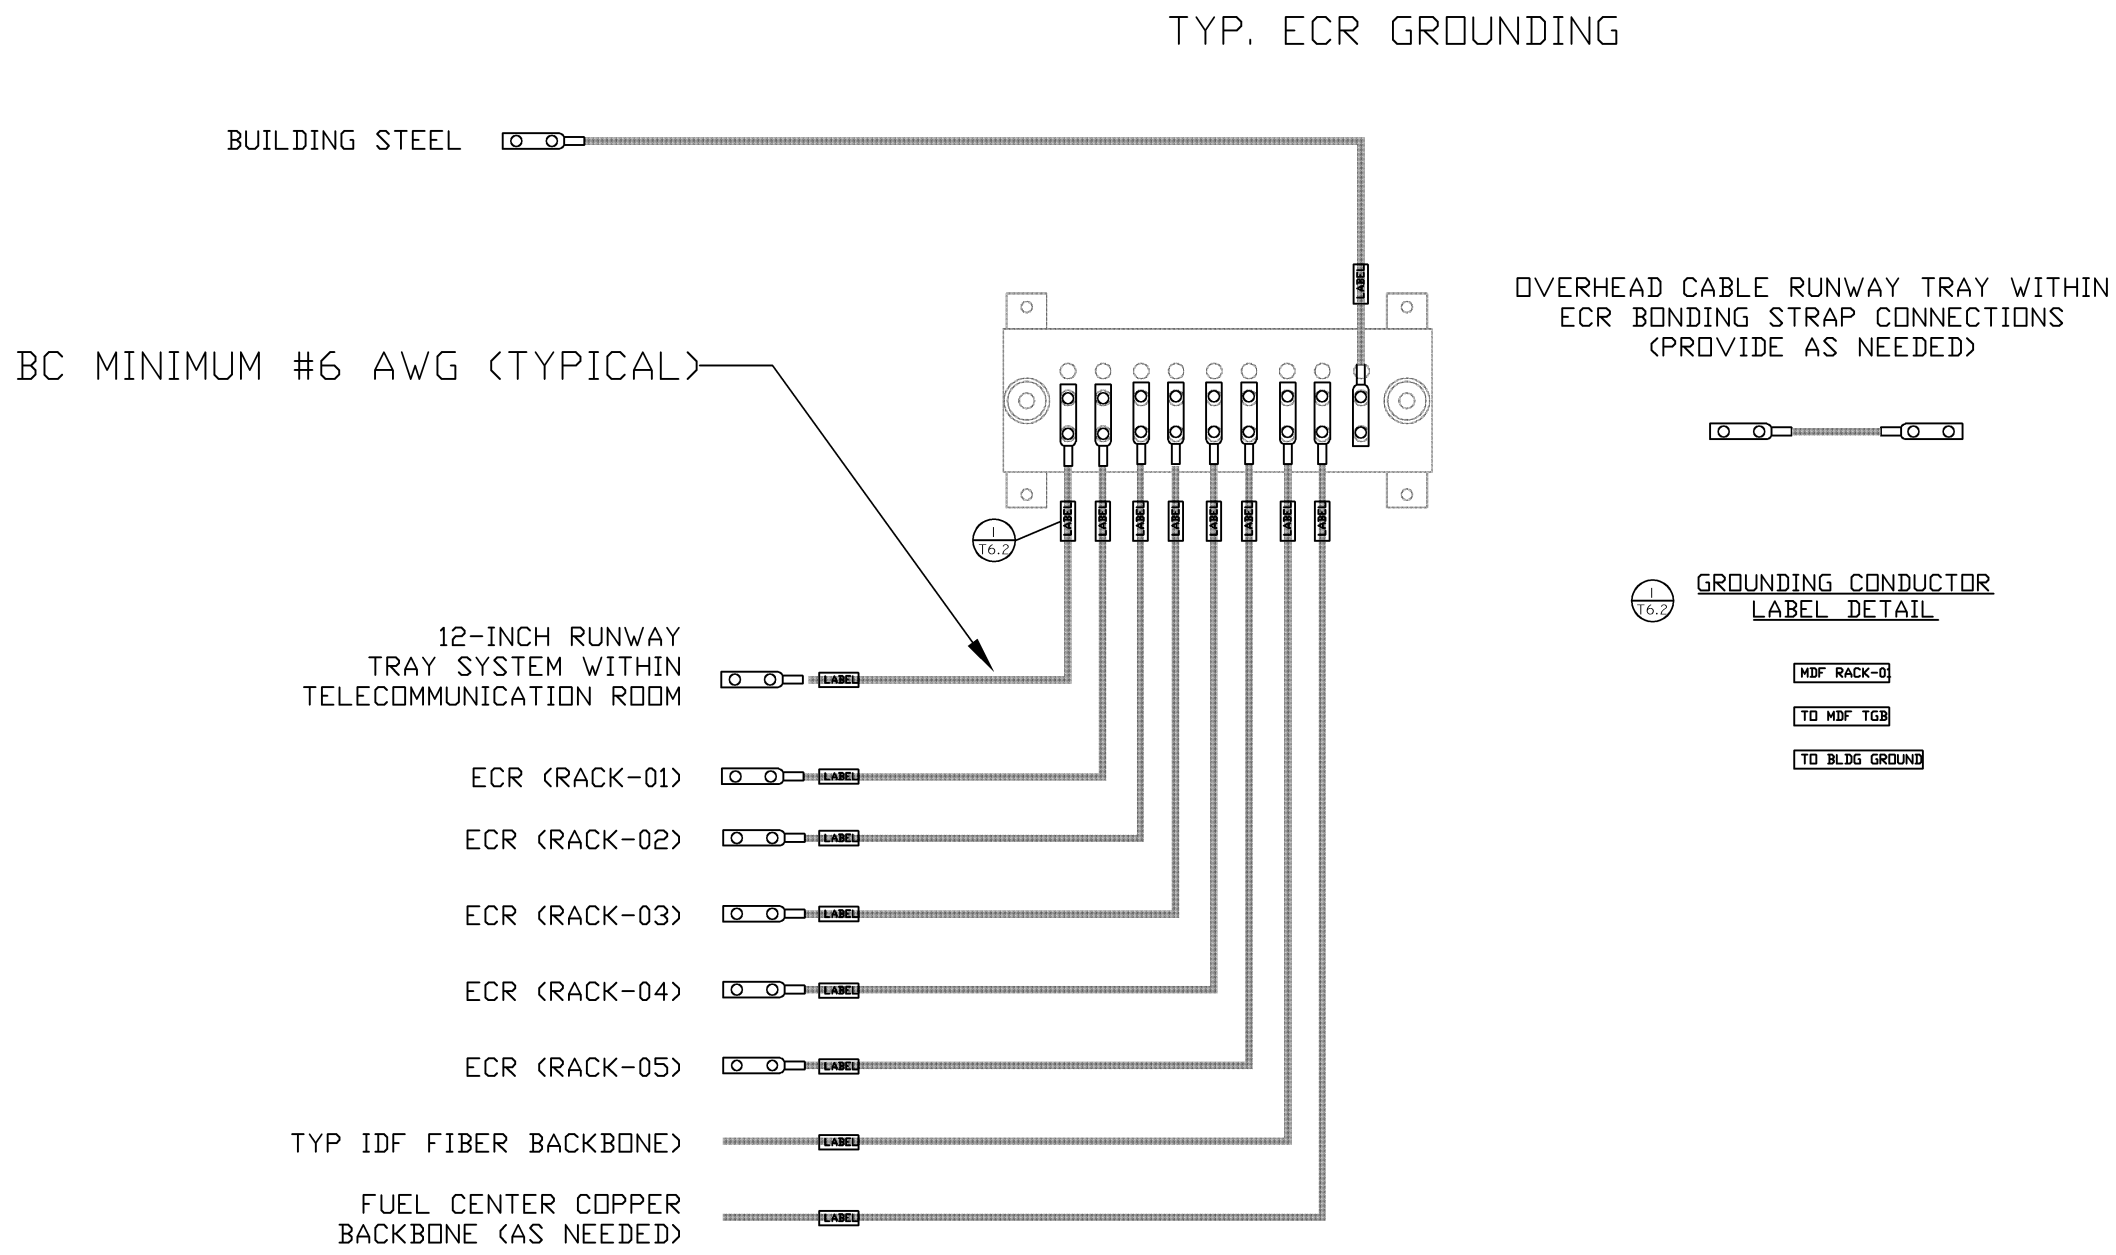 TYP. ECR GROUNDING
BUILDING STEEL
LABEL
OVERHEAD CABLE RUNWAY TRAY WITHIN
ECR BONDING STRAP CONNECTIONS
(PROVIDE AS NEEDED)
BC MINIMUM #6 AWG (TYPICAL)
LABEL LABEL LABEL LABEL LABEL LABEL LABEL LABEL
1
T6.2
1
T6.2
GROUNDING CONDUCTOR
LABEL DETAIL
MDF RACK-01
TO MDF TGB
TO BLDG GROUND
12-INCH RUNWAY
TRAY SYSTEM WITHIN
TELECOMMUNICATION ROOM
LABEL
ECR (RACK-01)
LABEL
ECR (RACK-02)
LABEL
ECR (RACK-03)
LABEL
ECR (RACK-04)
LABEL
ECR (RACK-05)
LABEL
TYP IDF FIBER BACKBONE)
LABEL
FUEL CENTER COPPER
BACKBONE (AS NEEDED)
LABEL